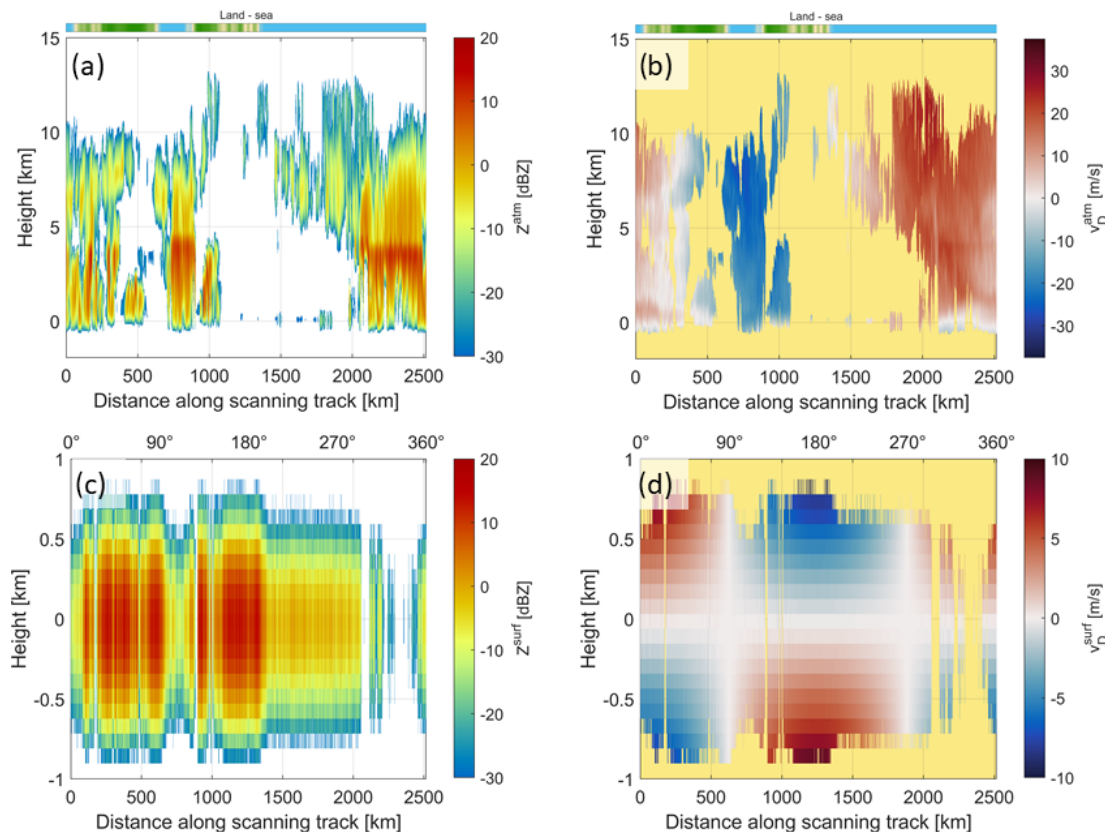 Land - sea
(a)
15
10
5
0
Height [km]
0 500 1000 1500 2000 2500
Distance along scanning track [km]
20
10
0
-10
-20
-30
Z^atm [dBZ]
Land - sea
(b)
15
10
5
0
Height [km]
0 500 1000 1500 2000 2500
Distance along scanning track [km]
30
20
10
0
-10
-20
-30
v_D^atm [m/s]
0° 90° 180° 270° 360°
(c)
1
0.5
0
-0.5
-1
Height [km]
0 500 1000 1500 2000 2500
Distance along scanning track [km]
20
10
0
-10
-20
-30
Z^surf [dBZ]
0° 90° 180° 270° 360°
(d)
1
0.5
0
-0.5
-1
Height [km]
0 500 1000 1500 2000 2500
Distance along scanning track [km]
10
5
0
-5
-10
v_D^surf [m/s]